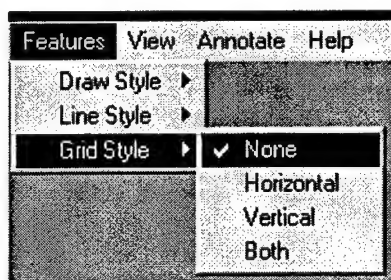 Features View Annotate Help
Draw Style
Line Style
Grid Style ✓ None
Horizontal
Vertical
Both